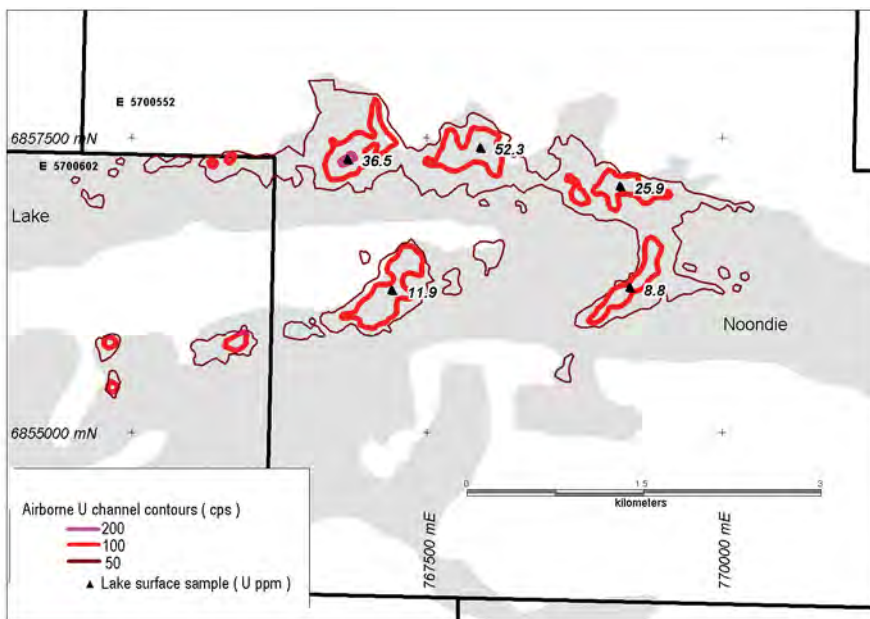 E 5700552
6857500 mN
52.3
36.5
E 5700602
25.9
Lake
11.9
8.8
Noondie
6855000 mN
0 1.5 3
kilometers
767500 mE
770000 mE
Airborne U channel contours ( cps )
200
100
50
Lake surface sample ( U ppm )